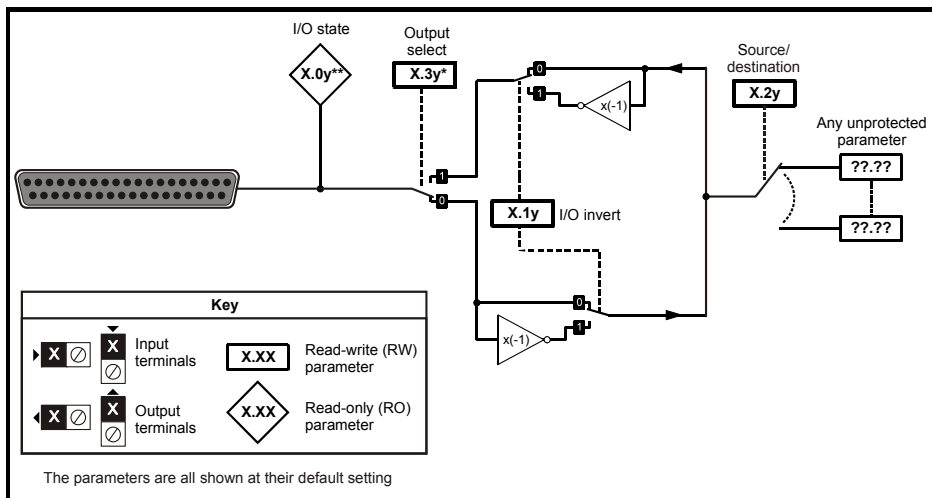 I/O state
X.0y**
Output
select
X.3y*
0
1
x(-1)
Source/
destination
X.2y
Any unprotected
parameter
??.??
??.??
1
0
X.1y
I/O invert
0
1
x(-1)
Key
X
X
Input
terminals
X.XX
Read-write (RW)
parameter
X
X
Output
terminals
X.XX
Read-only (RO)
parameter
The parameters are all shown at their default setting